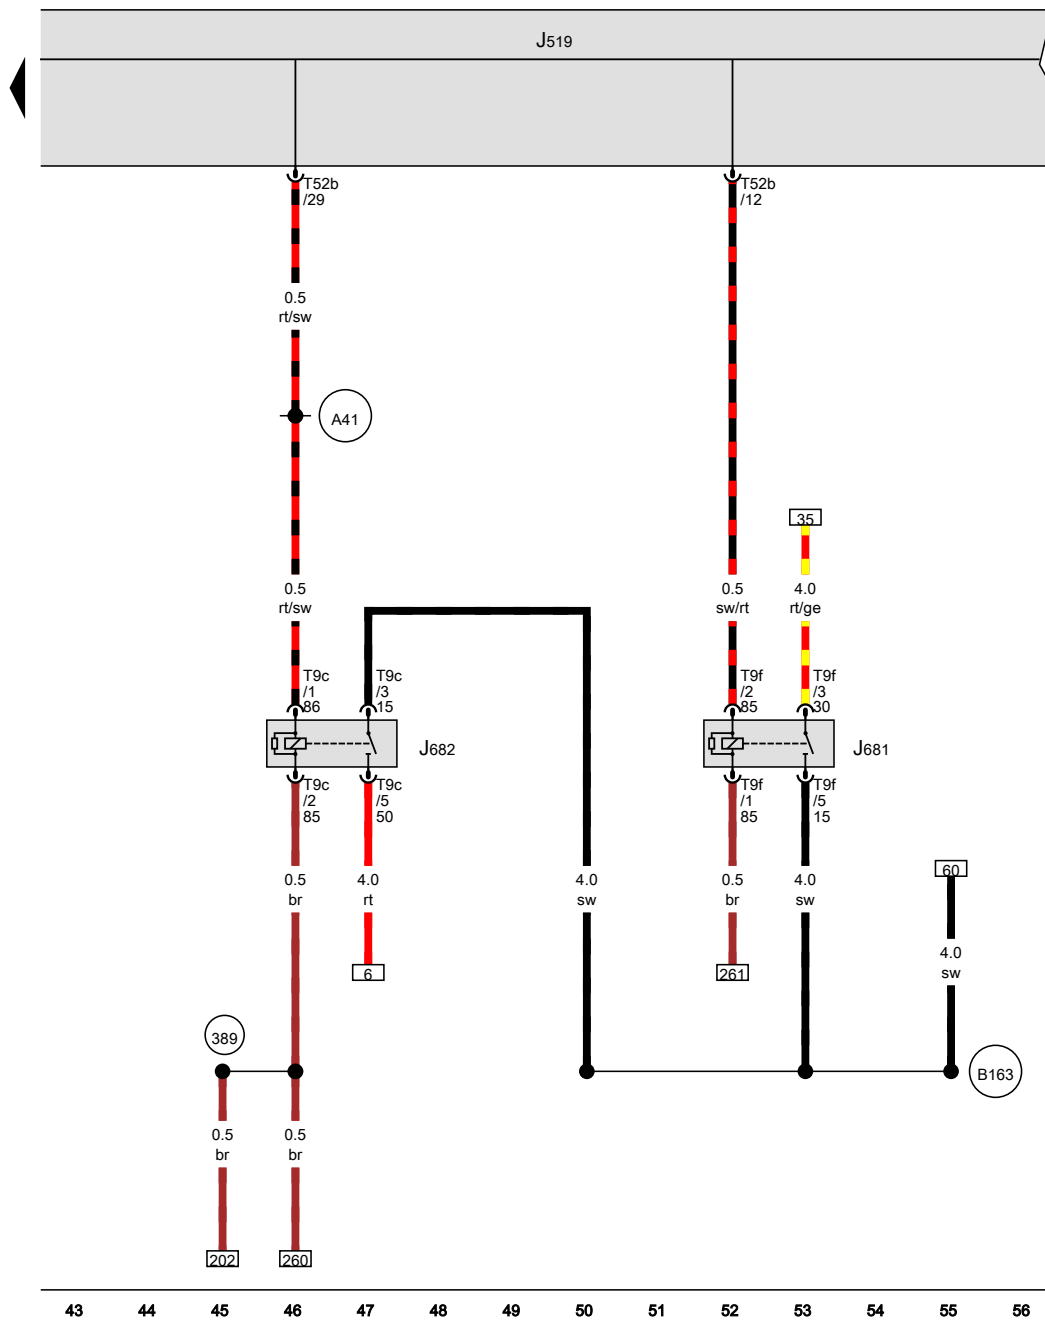 J519
T52b
/29
T52b
/12
0.5
rt/sw
A41
35
0.5
rt/sw
0.5
sw/rt
4.0
rt/ge
T9c
/1
86
T9c
/3
15
T9f
/2
85
T9f
/3
30
J682
J681
T9c
/2
85
T9c
/5
50
T9f
/1
85
T9f
/5
15
0.5
br
4.0
rt
4.0
sw
0.5
br
4.0
sw
60
4.0
sw
6
261
389
B163
0.5
br
0.5
br
202
260
43 44 45 46 47 48 49 50 51 52 53 54 55 56